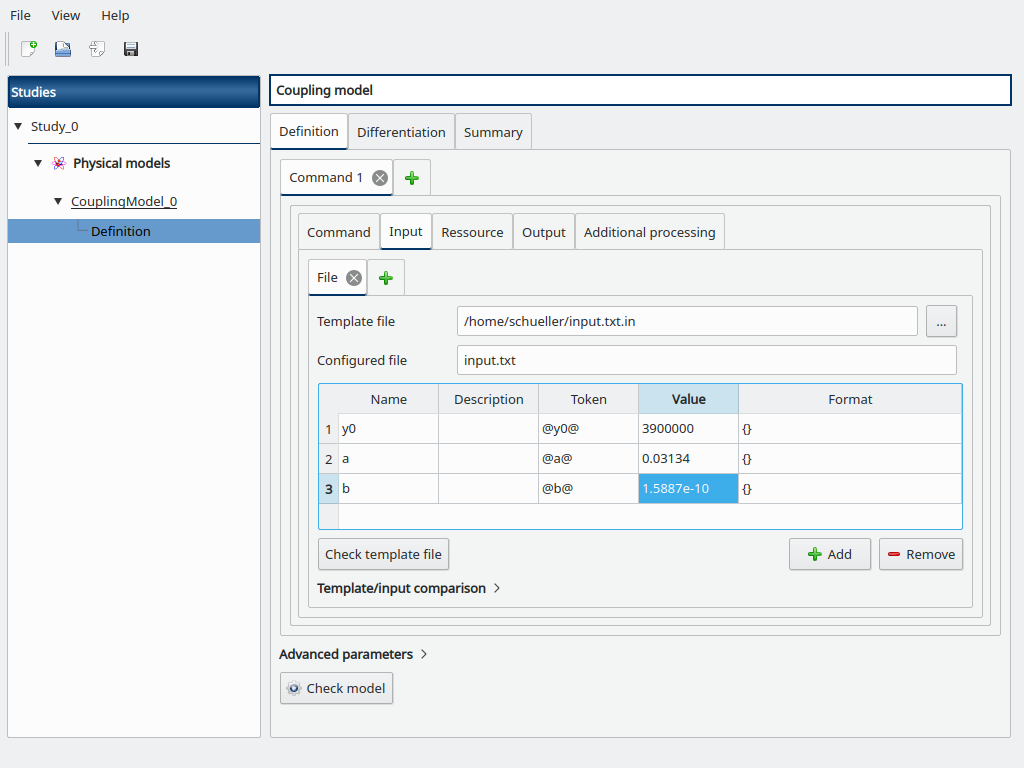 File View Help
Studies
Study_0
Physical models
CouplingModel_0
Definition
Coupling model
Definition Differentiation Summary
Command 1
Command Input Ressource Output Additional processing
File
Template file /home/schueller/input.txt.in ...
Configured file input.txt
Name Description Token Value Format
1 y0 @y0@ 3900000 {}
2 a @a@ 0.03134 {}
3 b @b@ 1.5887e-10 {}
Check template file Add Remove
Template/input comparison
Advanced parameters
Check model